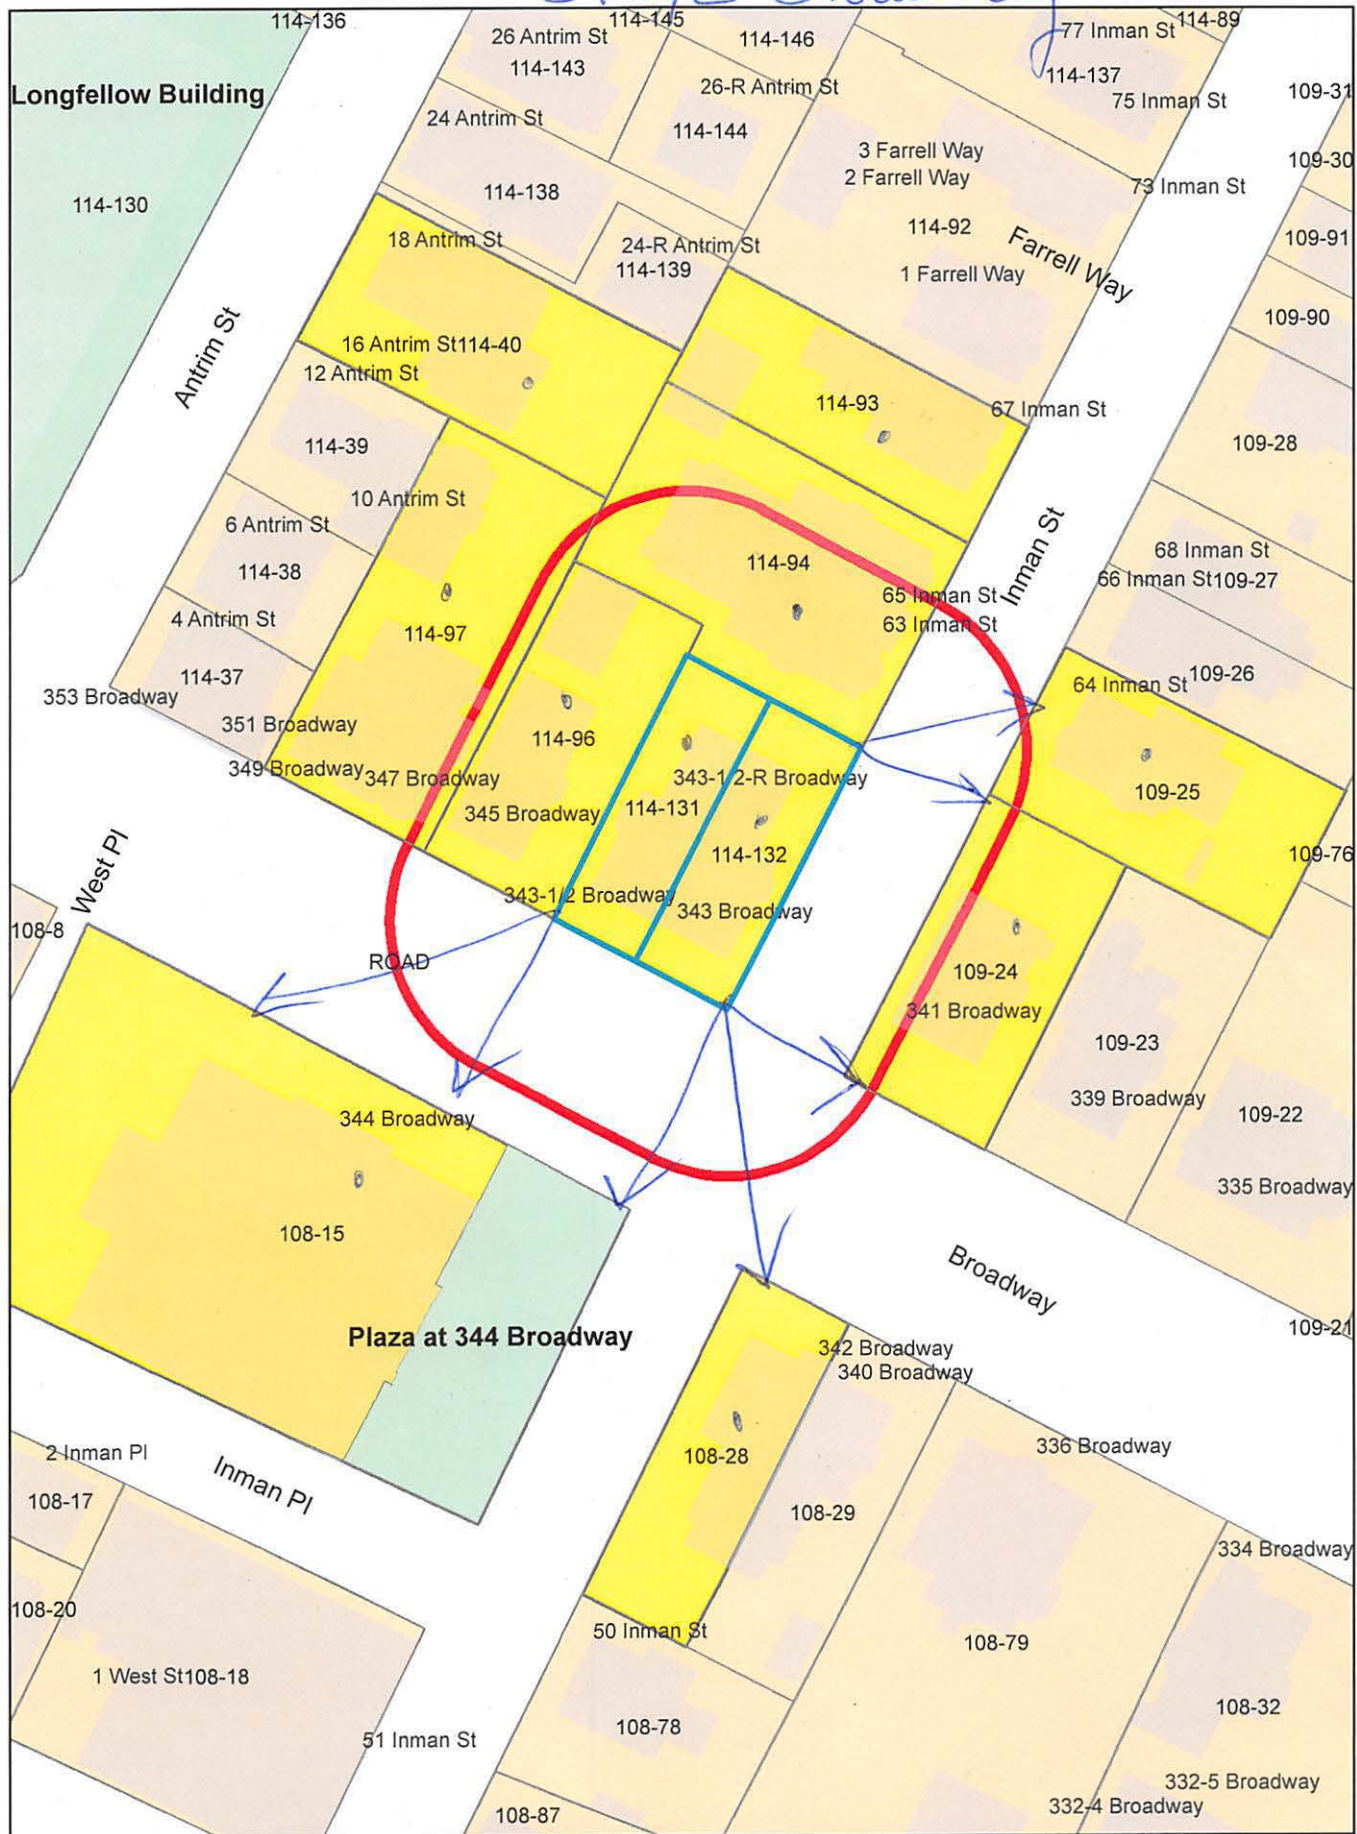 114-136
114-145
114-89
26 Antrim St
114-146
77 Inman St
114-143
114-137
Longfellow Building
26-R Antrim St
109-31
75 Inman St
24 Antrim St
114-144
3 Farrell Way
109-30
2 Farrell Way
73 Inman St
114-138
114-130
114-92
18 Antrim St
24-R Antrim St
109-91
114-139
1 Farrell Way
Farrell Way
109-90
16 Antrim St114-40
Antrim St
12 Antrim St
114-93
67 Inman St
114-39
109-28
10 Antrim St
6 Antrim St
68 Inman St
Inman St
114-94
114-38
66 Inman St109-27
65 Inman St
4 Antrim St
63 Inman St
114-97
114-37
109-26
64 Inman St
353 Broadway
351 Broadway
114-96
349 Broadway
347 Broadway
343-1/2-R Broadway
109-25
114-131
345 Broadway
114-132
109-76
West Pl
343-1/2 Broadway
343 Broadway
108-8
ROAD
109-24
341 Broadway
109-23
339 Broadway
344 Broadway
109-22
335 Broadway
108-15
Broadway
109-21
Plaza at 344 Broadway
342 Broadway
340 Broadway
336 Broadway
2 Inman Pl
108-28
Inman Pl
108-17
108-29
334 Broadway
108-20
50 Inman St
108-79
1 West St108-18
108-32
108-78
51 Inman St
332-5 Broadway
332-4 Broadway
108-87